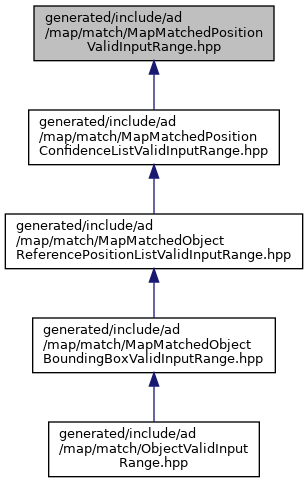 generated/include/ad
/map/match/MapMatchedPosition
ValidInputRange.hpp
generated/include/ad
/map/match/MapMatchedPosition
ConfidenceListValidInputRange.hpp
generated/include/ad
/map/match/MapMatchedObject
ReferencePositionListValidInputRange.hpp
generated/include/ad
/map/match/MapMatchedObject
BoundingBoxValidInputRange.hpp
generated/include/ad
/map/match/ObjectValidInput
Range.hpp